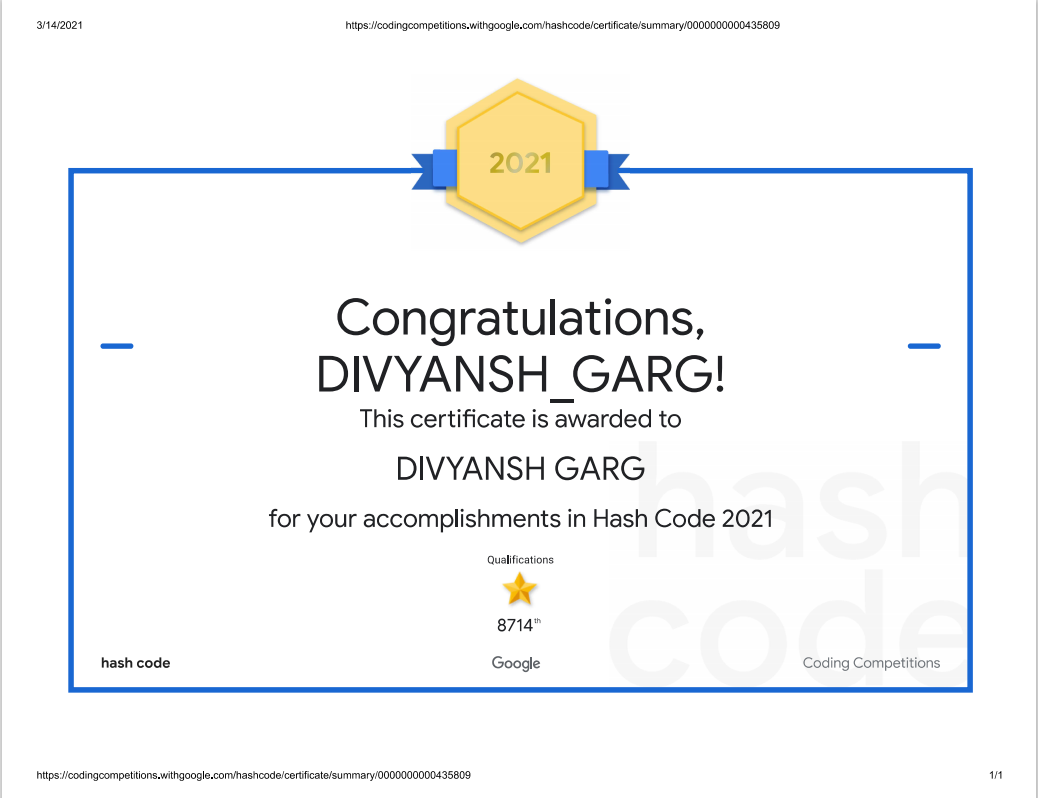 3/14/2021 https://codingcompetitions.withgoogle.com/hashcode/certificate/summary/0000000000435809
2021
Congratulations,
DIVYANSH_GARG!
This certificate is awarded to
DIVYANSH GARG
for your accomplishments in Hash Code 2021
hash
code
Qualifications
8714th
hash code Google Coding Competitions
https://codingcompetitions.withgoogle.com/hashcode/certificate/summary/0000000000435809 1/1